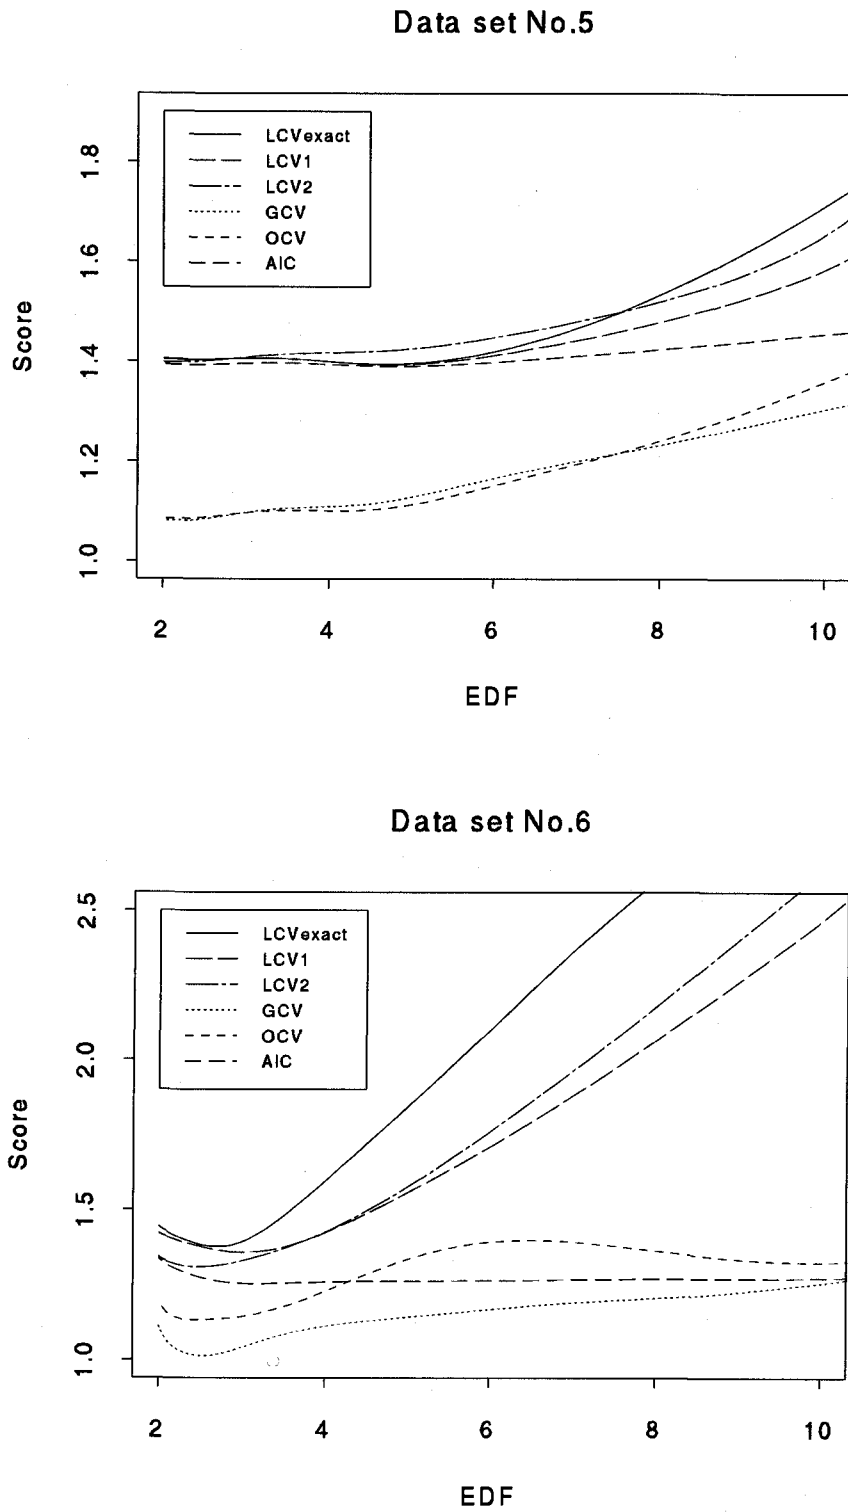 Data set No.5
LCVexact
LCV1
LCV2
GCV
OCV
AIC
Score
1.0
1.2
1.4
1.6
1.8
2
4
6
8
10
EDF
Data set No.6
LCVexact
LCV1
LCV2
GCV
OCV
AIC
Score
1.0
1.5
2.0
2.5
2
4
6
8
10
EDF